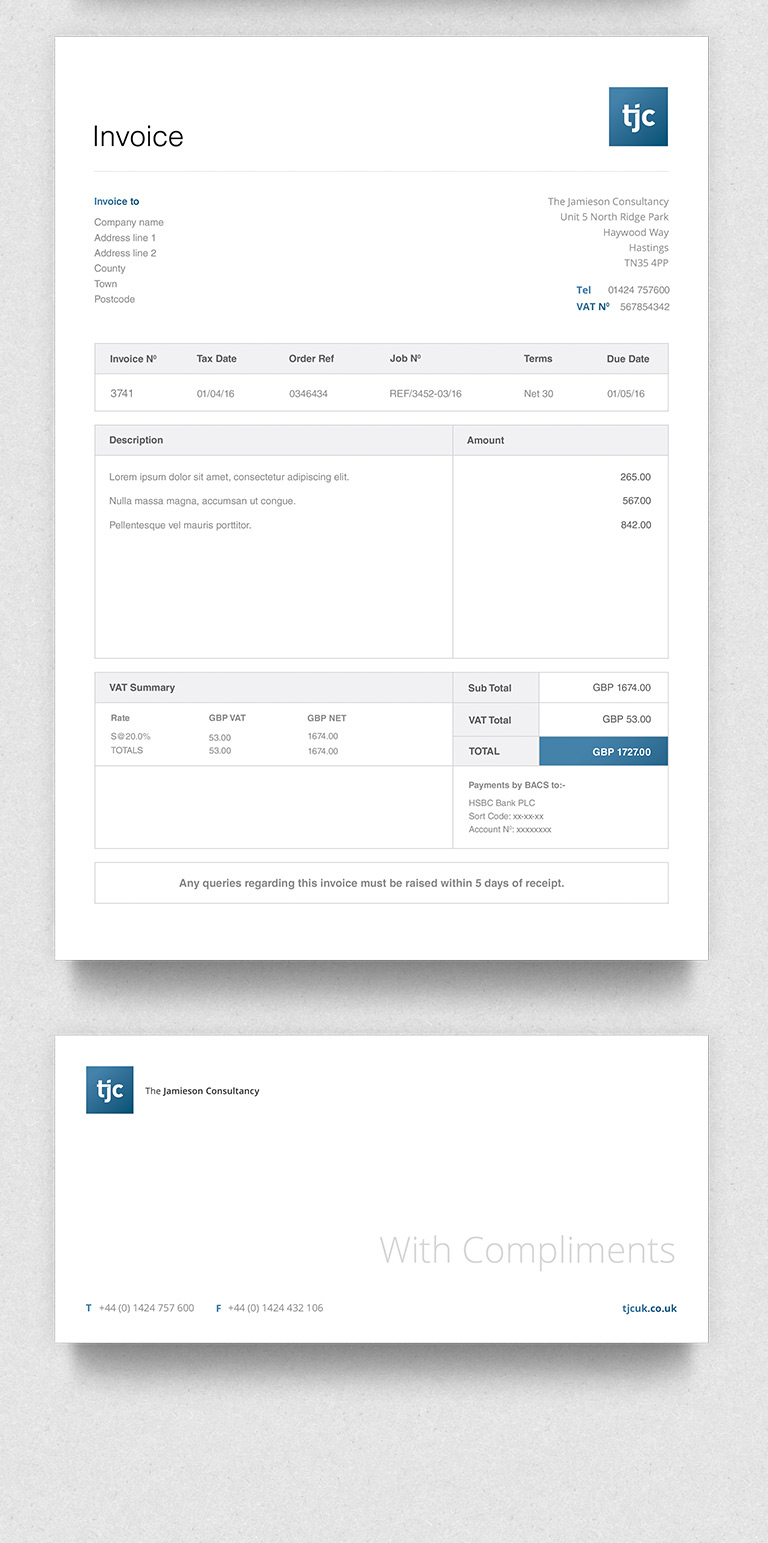 tjc
Invoice
Invoice to
Company name
Address line 1
Address line 2
County
Town
Postcode
The Jamieson Consultancy
Unit 5 North Ridge Park
Haywood Way
Hastings
TN35 4PP
Tel 01424 757600
VAT Nº 567854342
Invoice Nº Tax Date Order Ref Job Nº Terms Due Date
3741 01/04/16 0346434 REF/3452-03/16 Net 30 01/05/16
Description Amount
Lorem ipsum dolor sit amet, consectetur adipiscing elit. 265.00
Nulla massa magna, accumsan ut congue. 567.00
Pellentesque vel mauris porttitor. 842.00
VAT Summary Sub Total GBP 1674.00
Rate GBP VAT GBP NET VAT Total GBP 53.00
S@20.0% 53.00 1674.00
TOTALS 53.00 1674.00 TOTAL GBP 1727.00
Payments by BACS to:-
HSBC Bank PLC
Sort Code: xx-xx-xx
Account Nº: xxxxxxxx
Any queries regarding this invoice must be raised within 5 days of receipt.
tjc The Jamieson Consultancy
With Compliments
T +44 (0) 1424 757 600 F +44 (0) 1424 432 106 tjcuk.co.uk